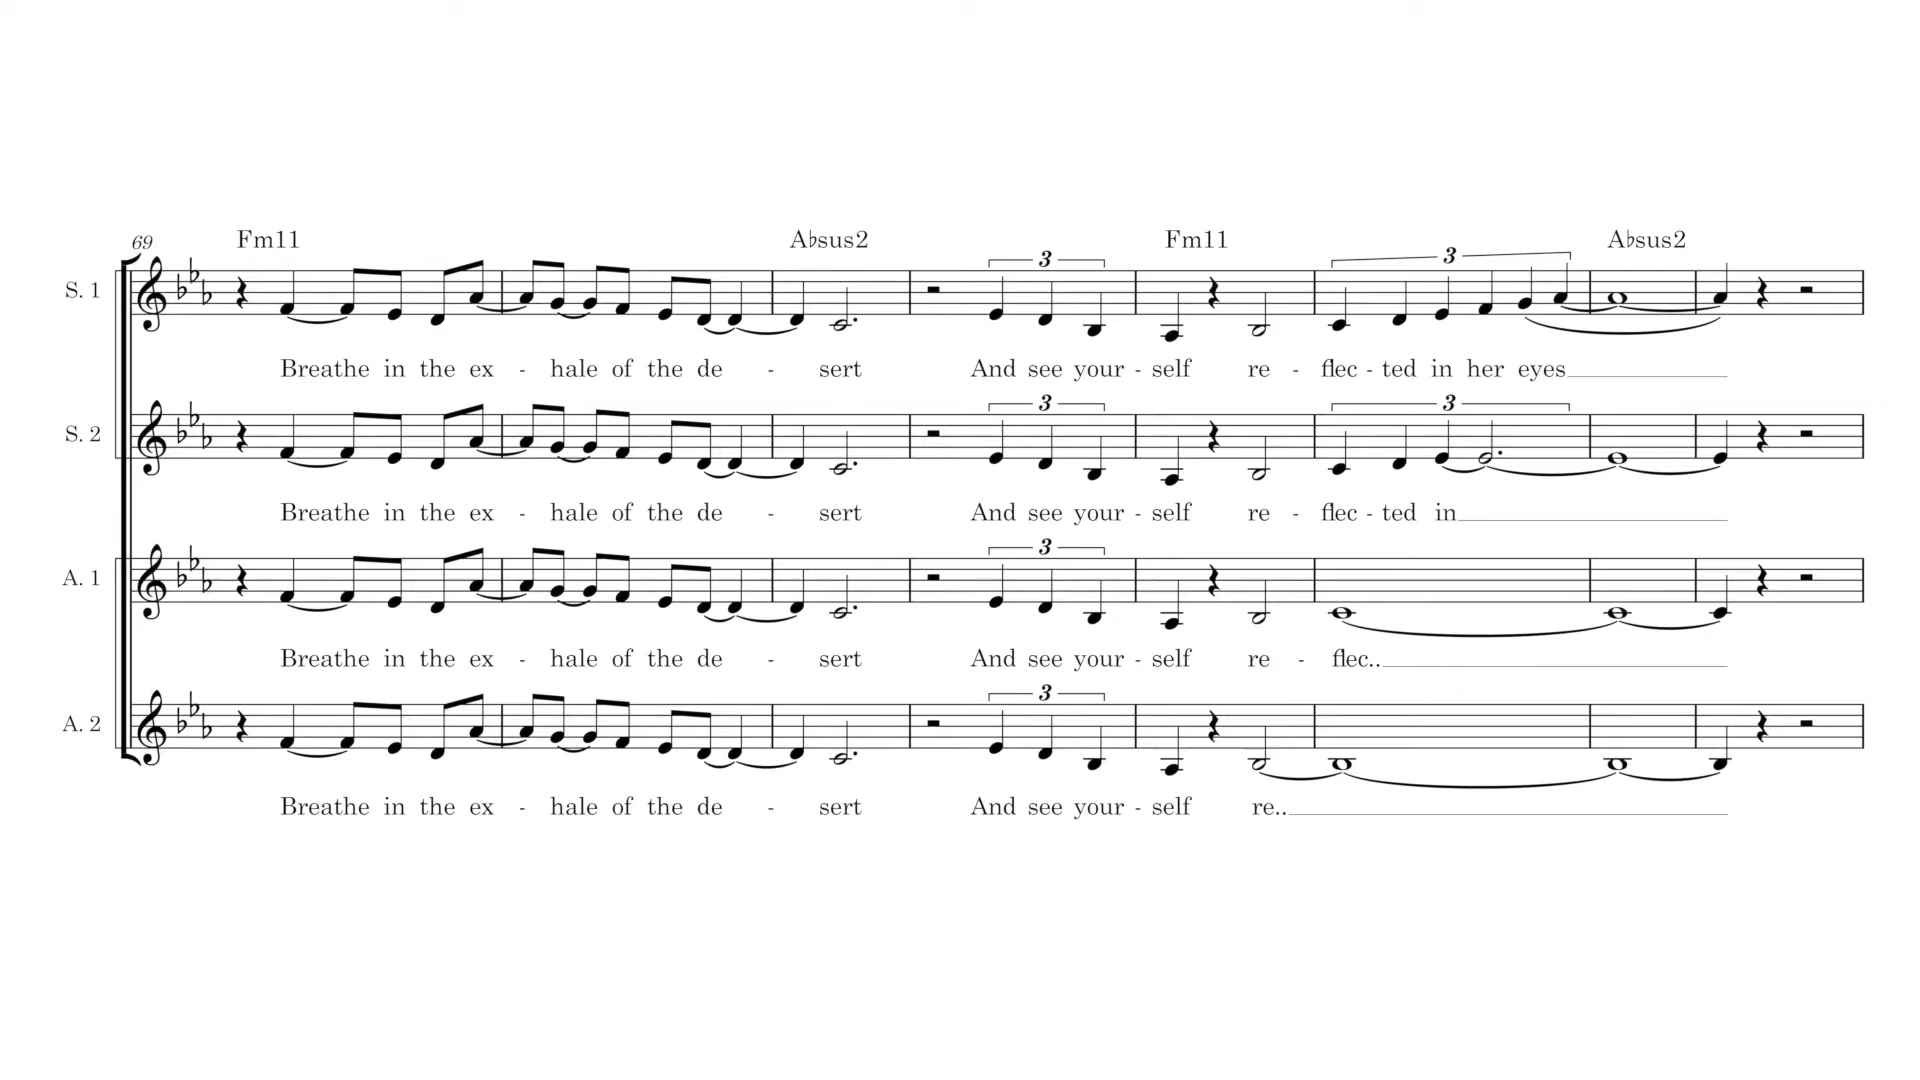 69 Fm11 A♭sus2 Fm11 A♭sus2
3 3
S. 1
Breathe in the ex - hale of the de - sert And see your - self re - flec - ted in her eyes
3 3
S. 2
Breathe in the ex - hale of the de - sert And see your - self re - flec - ted in
3
A. 1
Breathe in the ex - hale of the de - sert And see your - self re - flec..
3
A. 2
Breathe in the ex - hale of the de - sert And see your - self re..